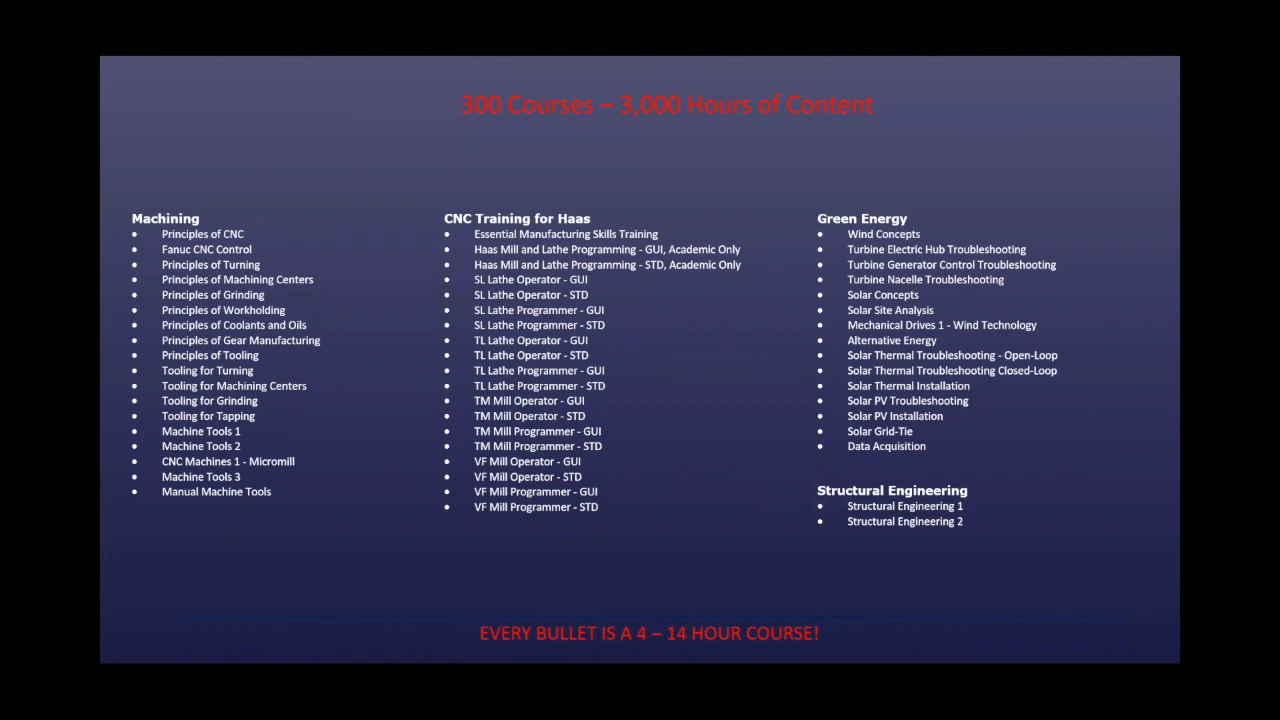 300 Courses – 3,000 Hours of Content
Machining
• Principles of CNC
• Fanuc CNC Control
• Principles of Turning
• Principles of Machining Centers
• Principles of Grinding
• Principles of Workholding
• Principles of Coolants and Oils
• Principles of Gear Manufacturing
• Principles of Tooling
• Tooling for Turning
• Tooling for Machining Centers
• Tooling for Grinding
• Tooling for Tapping
• Machine Tools 1
• Machine Tools 2
• CNC Machines 1 - Micromill
• Machine Tools 3
• Manual Machine Tools
CNC Training for Haas
• Essential Manufacturing Skills Training
• Haas Mill and Lathe Programming - GUI, Academic Only
• Haas Mill and Lathe Programming - STD, Academic Only
• SL Lathe Operator - GUI
• SL Lathe Operator - STD
• SL Lathe Programmer - GUI
• SL Lathe Programmer - STD
• TL Lathe Operator - GUI
• TL Lathe Operator - STD
• TL Lathe Programmer - GUI
• TL Lathe Programmer - STD
• TM Mill Operator - GUI
• TM Mill Operator - STD
• TM Mill Programmer - GUI
• TM Mill Programmer - STD
• VF Mill Operator - GUI
• VF Mill Operator - STD
• VF Mill Programmer - GUI
• VF Mill Programmer - STD
Green Energy
• Wind Concepts
• Turbine Electric Hub Troubleshooting
• Turbine Generator Control Troubleshooting
• Turbine Nacelle Troubleshooting
• Solar Concepts
• Solar Site Analysis
• Mechanical Drives 1 - Wind Technology
• Alternative Energy
• Solar Thermal Troubleshooting - Open-Loop
• Solar Thermal Troubleshooting Closed-Loop
• Solar Thermal Installation
• Solar PV Troubleshooting
• Solar PV Installation
• Solar Grid-Tie
• Data Acquisition
Structural Engineering
• Structural Engineering 1
• Structural Engineering 2
EVERY BULLET IS A 4 – 14 HOUR COURSE!